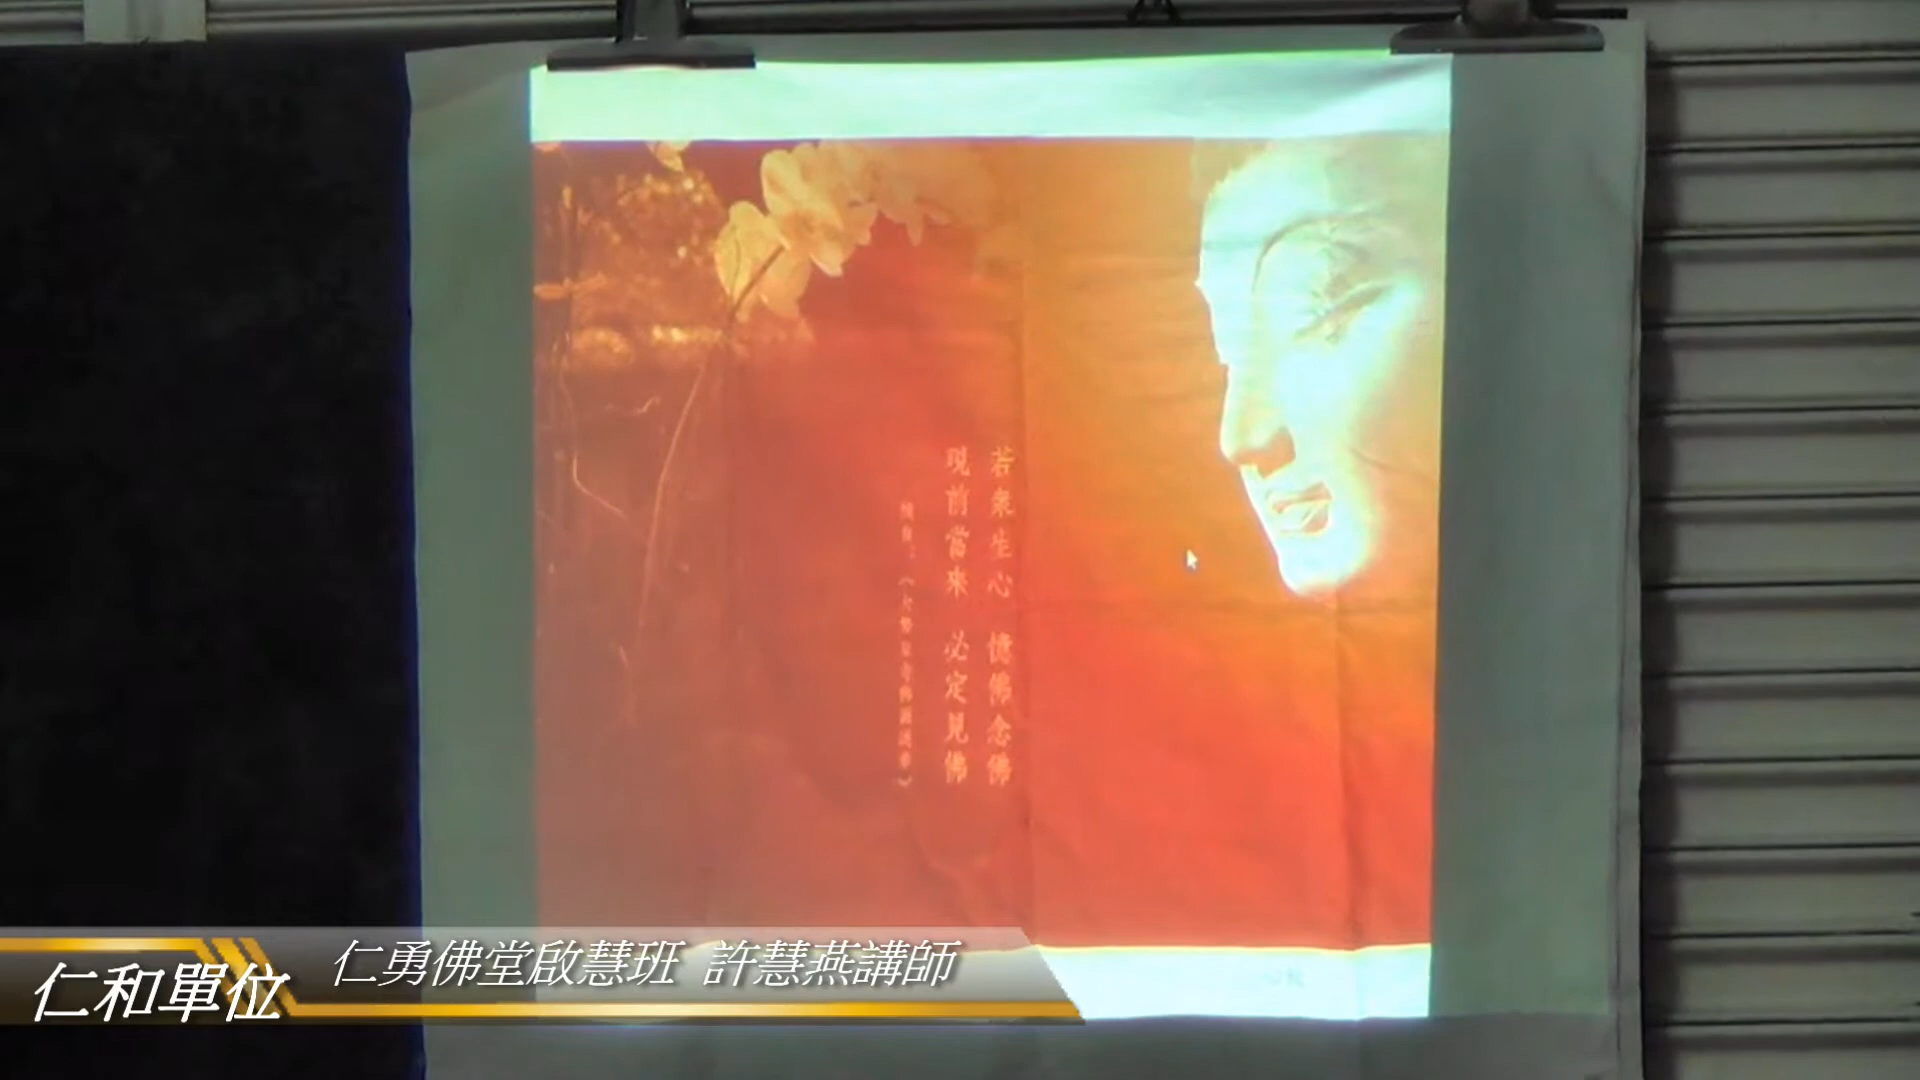 若衆生心 憶佛念佛
現前當來 必定見佛
仁和單位
仁勇佛堂啟慧班 許慧燕講師